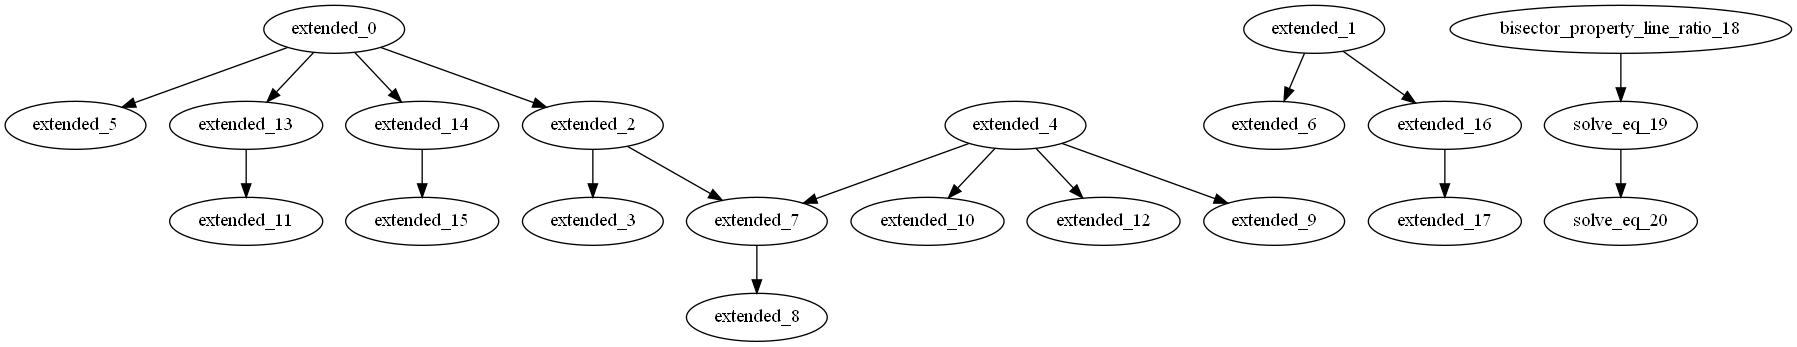 extended_0
extended_1
bisector_property_line_ratio_18
extended_5
extended_13
extended_14
extended_2
extended_4
extended_6
extended_16
solve_eq_19
extended_11
extended_15
extended_3
extended_7
extended_10
extended_12
extended_9
extended_17
solve_eq_20
extended_8